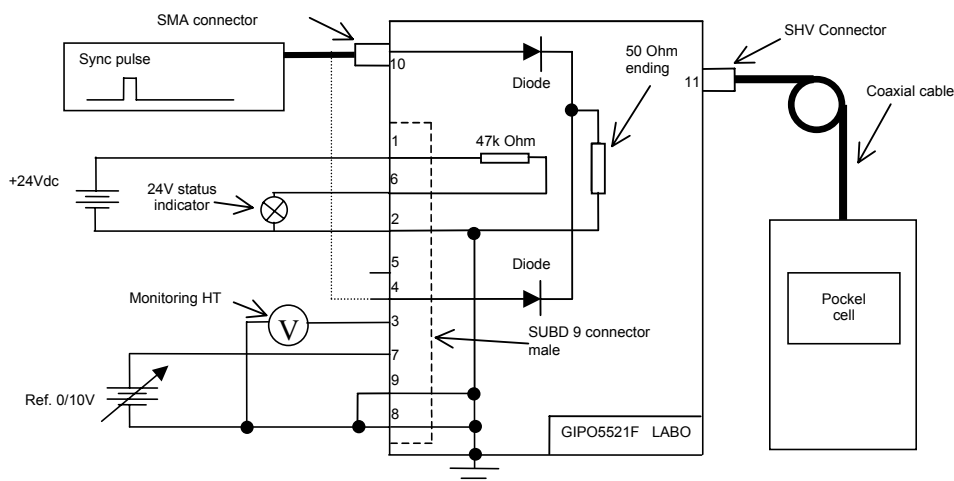 SMA connector
Sync pulse
10
Diode
50 Ohm
ending
SHV Connector
11
Coaxial cable
1
47k Ohm
+24Vdc
6
24V status
indicator
2
5
Diode
4
Monitoring HT
V
3
SUBD 9 connector
male
7
Pockel
cell
Ref. 0/10V
9
8
GIPO5521F LABO